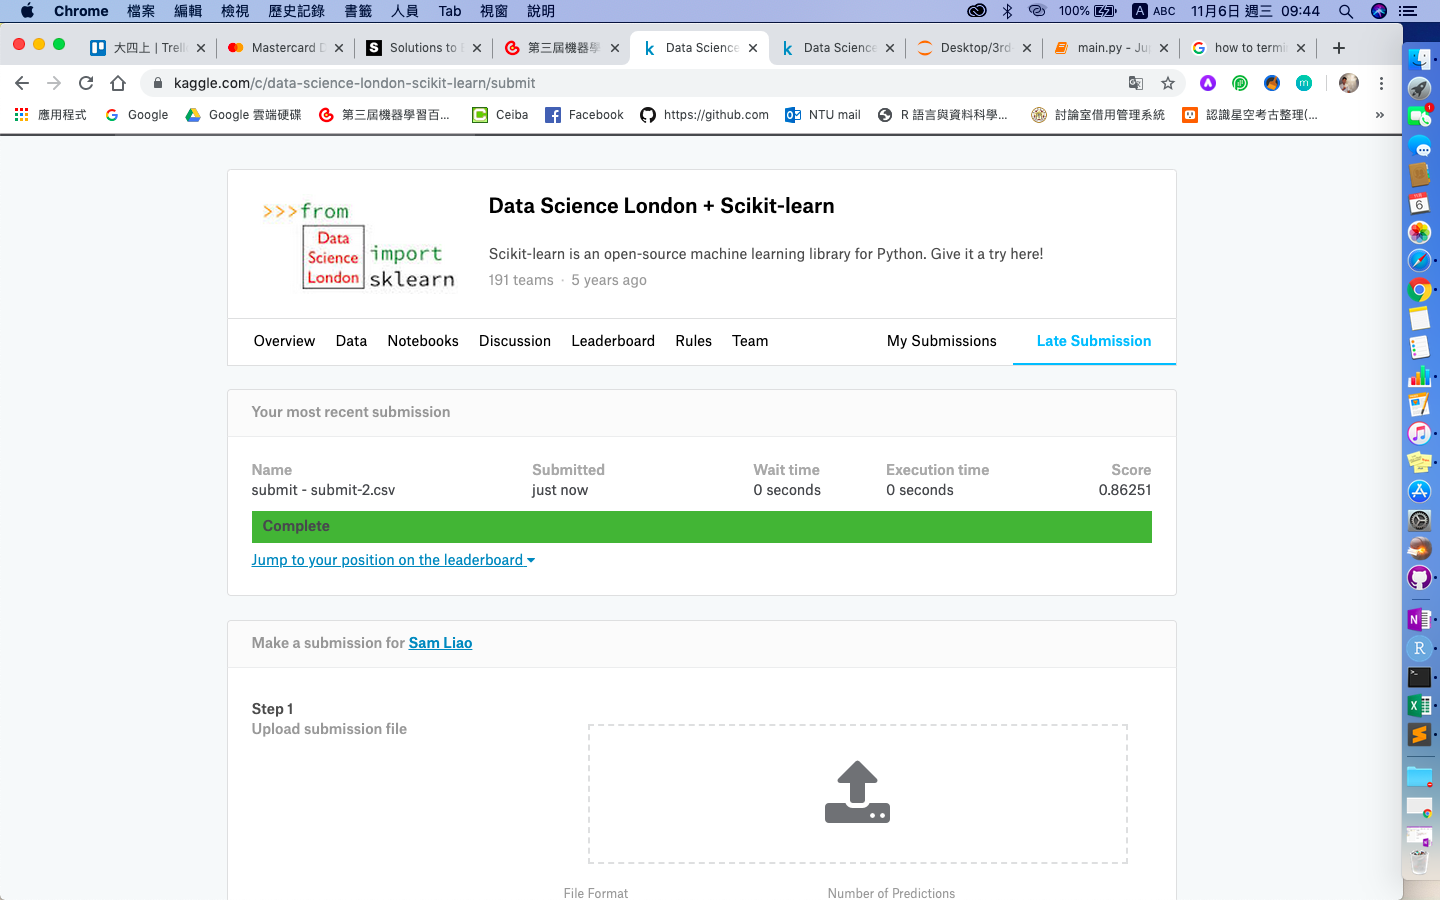 Chrome 檔案 編輯 檢視 歷史記錄 書籤 人員 Tab 視窗 說明 100% A ABC 11月6日 週三 09:44
大四上 | Trell Mastercard D Solutions to E 第三屆機器學 Data Science Data Science Desktop/3rd- main.py - Jup how to termi
kaggle.com/c/data-science-london-scikit-learn/submit
應用程式 Google Google 雲端硬碟 第三屆機器學習百... Ceiba Facebook https://github.com NTU mail R 語言與資料科學... 討論室借用管理系統 認識星空考古整理(... »
>>>from
Data
Science
London
import
sklearn
Data Science London + Scikit-learn
Scikit-learn is an open-source machine learning library for Python. Give it a try here!
191 teams · 5 years ago
Overview Data Notebooks Discussion Leaderboard Rules Team My Submissions Late Submission
Your most recent submission
Name Submitted Wait time Execution time Score
submit - submit-2.csv just now 0 seconds 0 seconds 0.86251
Complete
Jump to your position on the leaderboard
Make a submission for Sam Liao
Step 1
Upload submission file
File Format Number of Predictions